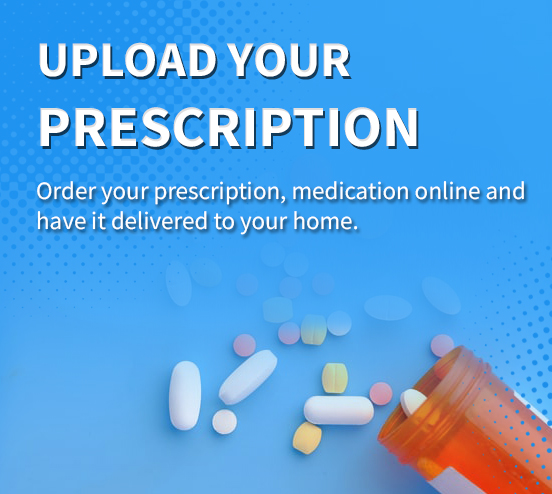 UPLOAD YOUR
PRESCRIPTION
Order your prescription, medication online and
have it delivered to your home.